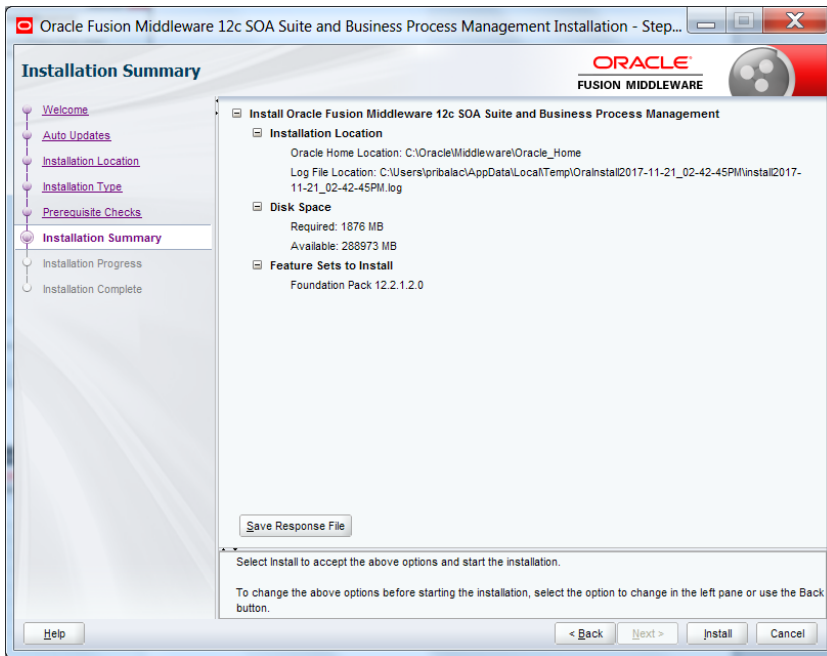 Oracle Fusion Middleware 12c SOA Suite and Business Process Management Installation - Step...
Installation Summary
ORACLE
FUSION MIDDLEWARE
Welcome
Auto Updates
Installation Location
Installation Type
Prerequisite Checks
Installation Summary
Installation Progress
Installation Complete
Install Oracle Fusion Middleware 12c SOA Suite and Business Process Management
Installation Location
Oracle Home Location: C:\Oracle\Middleware\Oracle_Home
Log File Location: C:\Users\pribalac\AppData\Local\Temp\OraInstall2017-11-21_02-42-45PM\install2017-
11-21_02-42-45PM.log
Disk Space
Required: 1876 MB
Available: 288973 MB
Feature Sets to Install
Foundation Pack 12.2.1.2.0
Save Response File
Select Install to accept the above options and start the installation.
To change the above options before starting the installation, select the option to change in the left pane or use the Back
button.
Help
< Back
Next >
Install
Cancel